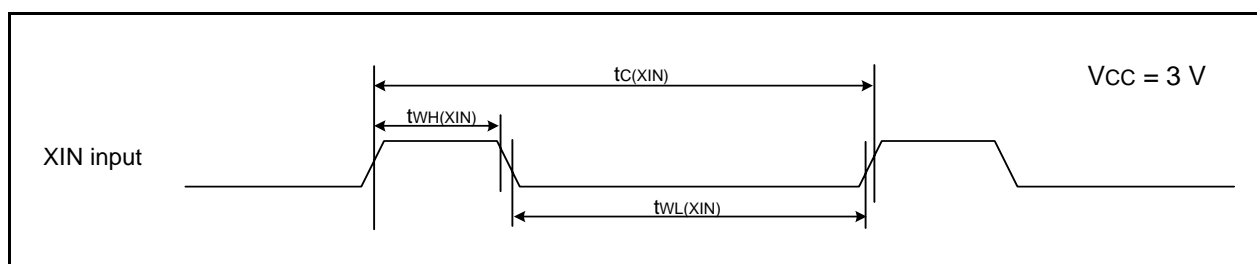 tC(XIN)
VCC = 3 V
tWH(XIN)
XIN input
tWL(XIN)